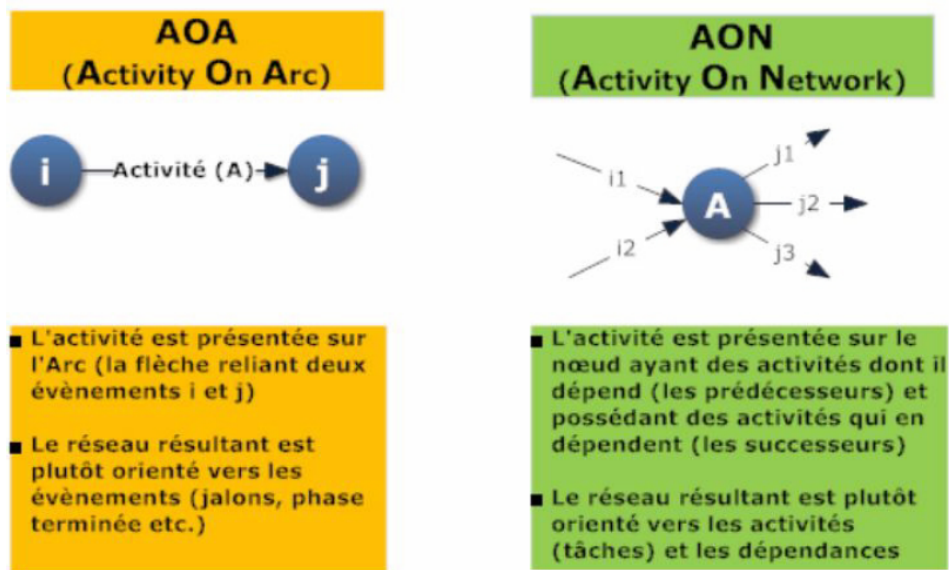 AOA
(Activity On Arc)
i
Activité (A)
j
■ L'activité est présentée sur
l'Arc (la flèche reliant deux
évènements i et j)
■ Le réseau résultant est
plutôt orienté vers les
évènements (jalons, phase
terminée etc.)
AON
(Activity On Network)
i1
i2
A
j1
j2
j3
■ L'activité est présentée sur le
nœud ayant des activités dont il
dépend (les prédécesseurs) et
possédant des activités qui en
dépendent (les successeurs)
■ Le réseau résultant est plutôt
orienté vers les activités
(tâches) et les dépendances